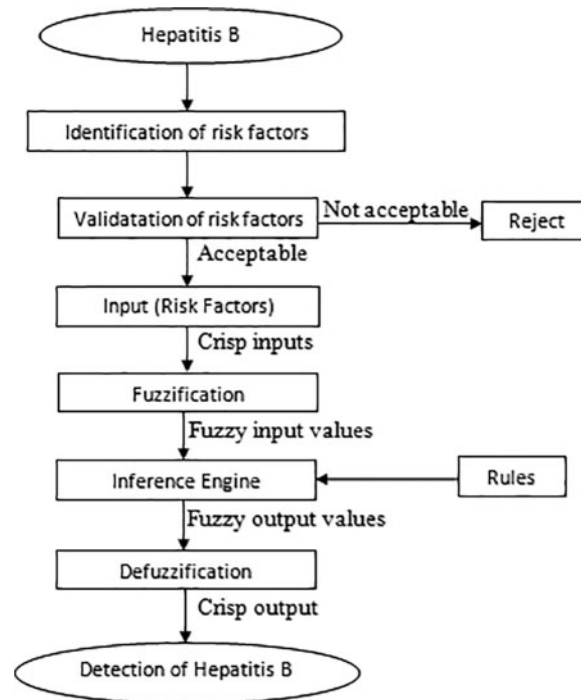 Hepatitis B
Identification of risk factors
Validatation of risk factors
Not acceptable
Reject
Acceptable
Input (Risk Factors)
Crisp inputs
Fuzzification
Fuzzy input values
Inference Engine
Rules
Fuzzy output values
Defuzzification
Crisp output
Detection of Hepatitis B